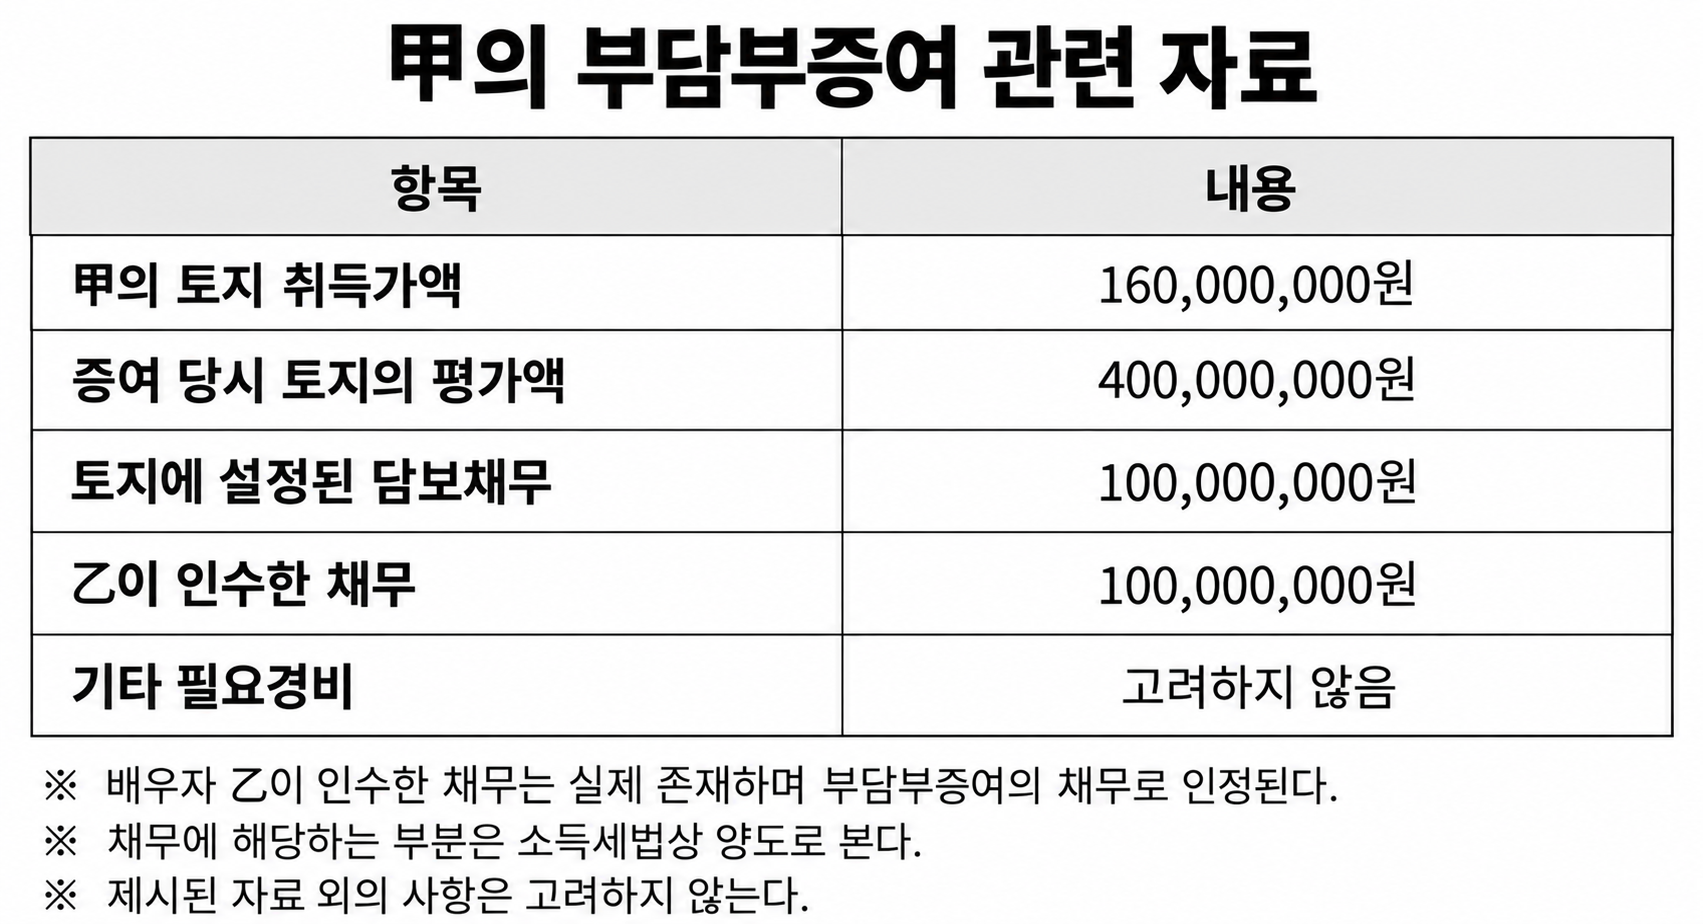 甲의 부담부증여 관련 자료
항목 내용
甲의 토지 취득가액 160,000,000원
증여 당시 토지의 평가액 400,000,000원
토지에 설정된 담보채무 100,000,000원
乙이 인수한 채무 100,000,000원
기타 필요경비 고려하지 않음
※ 배우자 乙이 인수한 채무는 실제 존재하며 부담부증여의 채무로 인정된다.
※ 채무에 해당하는 부분은 소득세법상 양도로 본다.
※ 제시된 자료 외의 사항은 고려하지 않는다.